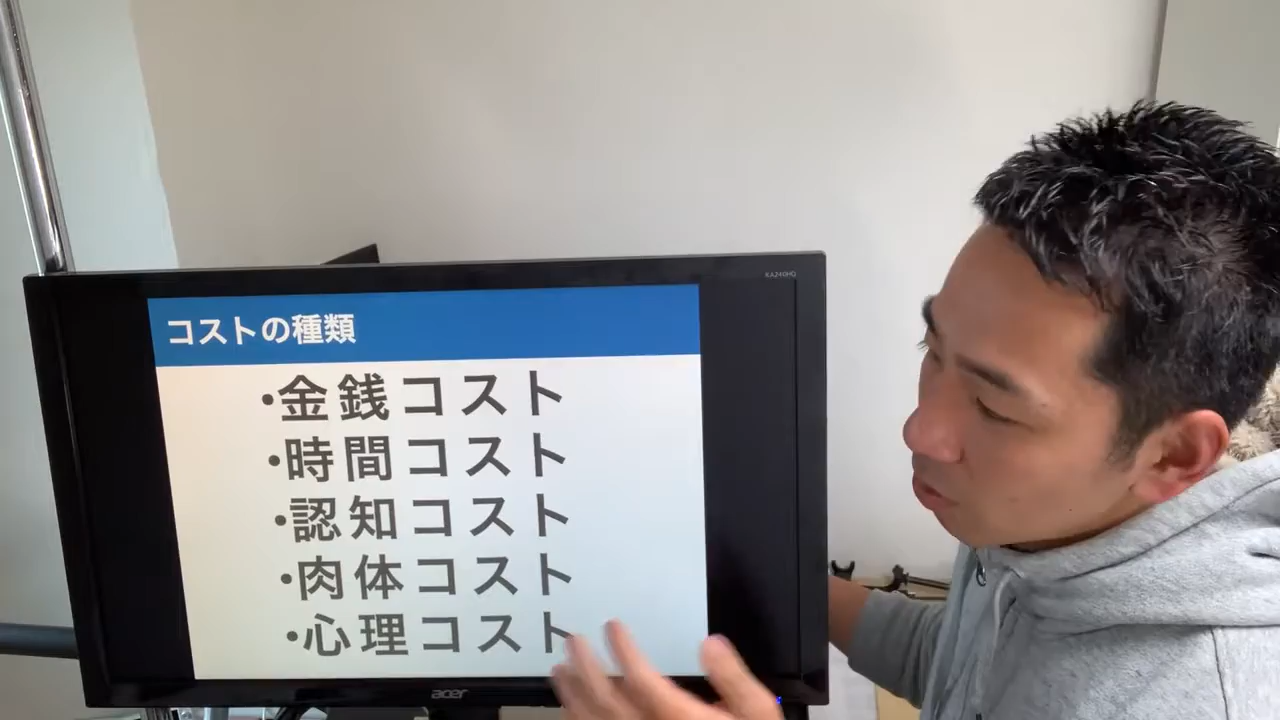 KA240HQ
コストの種類
•金銭コスト
•時間コスト
•認知コスト
•肉体コスト
•心理コスト
acer